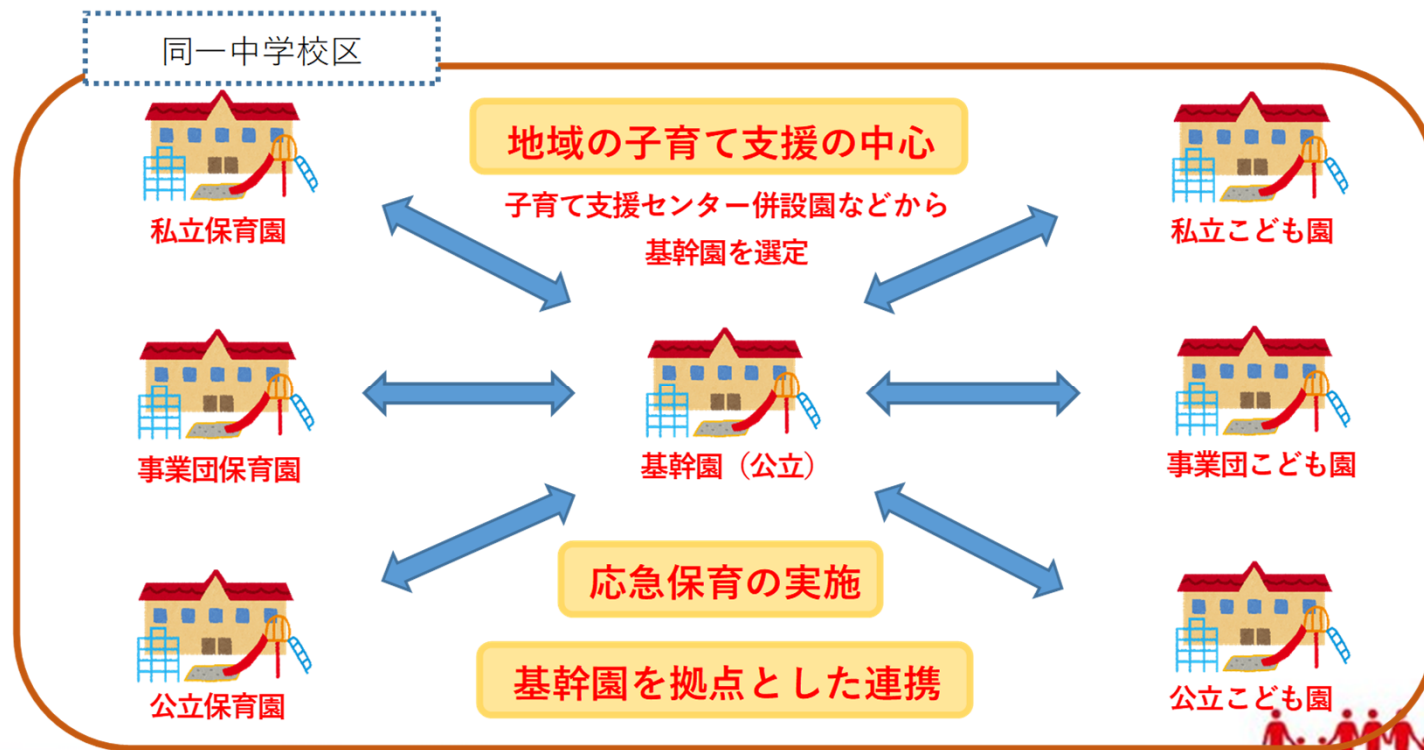 同一中学校区
地域の子育て支援の中心
子育て支援センター併設園などから
基幹園を選定
私立保育園
私立こども園
事業団保育園
基幹園（公立）
事業団こども園
応急保育の実施
基幹園を拠点とした連携
公立保育園
公立こども園